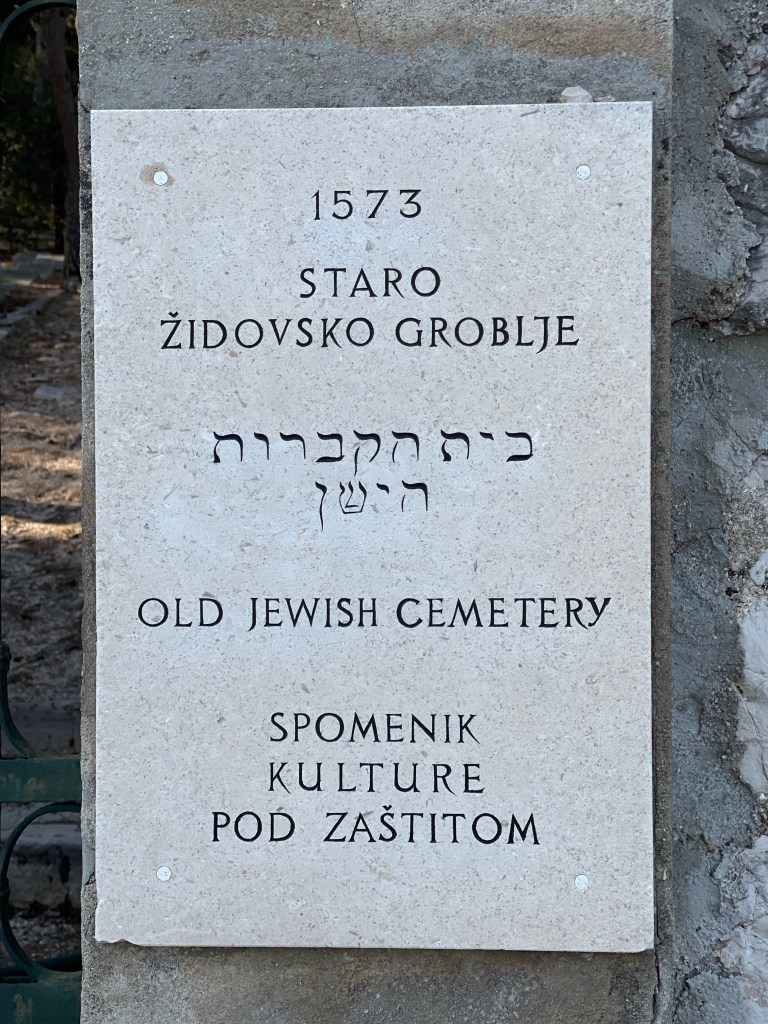 1573
STARO
ŽIDOVSKO GROBLJE
בית הקברות
הישן
OLD JEWISH CEMETERY
SPOMENIK
KULTURE
POD ZAŠTITOM